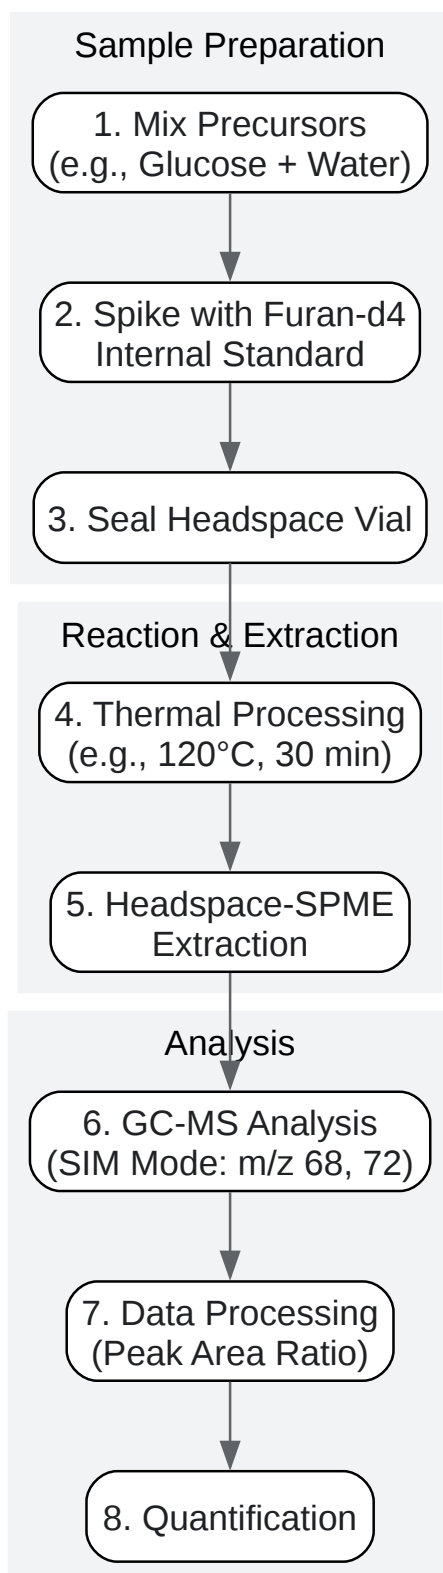 Sample Preparation
1. Mix Precursors
(e.g., Glucose + Water)
2. Spike with Furan-d4
Internal Standard
3. Seal Headspace Vial
Reaction & Extraction
4. Thermal Processing
(e.g., 120°C, 30 min)
5. Headspace-SPME
Extraction
Analysis
6. GC-MS Analysis
(SIM Mode: m/z 68, 72)
7. Data Processing
(Peak Area Ratio)
8. Quantification